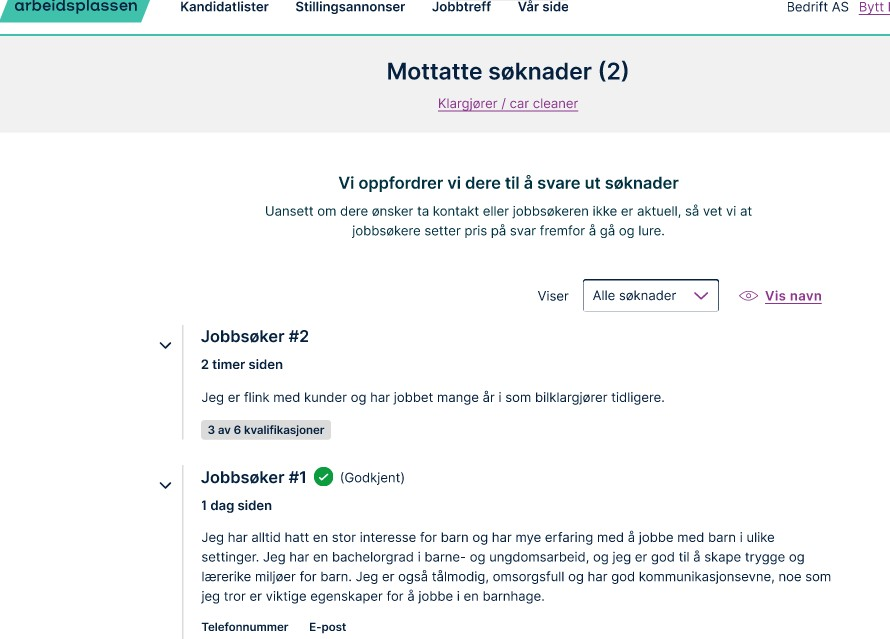 arbeidsplassen Kandidatlister Stillingsannonser Jobbtreff Vår side Bedrift AS Bytt
Mottatte søknader (2)
Klargjører / car cleaner
Vi oppfordrer vi dere til å svare ut søknader
Uansett om dere ønsker ta kontakt eller jobbsøkeren ikke er aktuell, så vet vi at
jobbsøkere setter pris på svar fremfor å gå og lure.
Viser Alle søknader Vis navn
Jobbsøker #2
2 timer siden
Jeg er flink med kunder og har jobbet mange år i som bilklargjører tidligere.
3 av 6 kvalifikasjoner
Jobbsøker #1 (Godkjent)
1 dag siden
Jeg har alltid hatt en stor interesse for barn og har mye erfaring med å jobbe med barn i ulike
settinger. Jeg har en bachelorgrad i barne- og ungdomsarbeid, og jeg er god til å skape trygge og
lærerike miljøer for barn. Jeg er også tålmodig, omsorgsfull og har god kommunikasjonsevne, noe som
jeg tror er viktige egenskaper for å jobbe i en barnhage.
Telefonnummer E-post